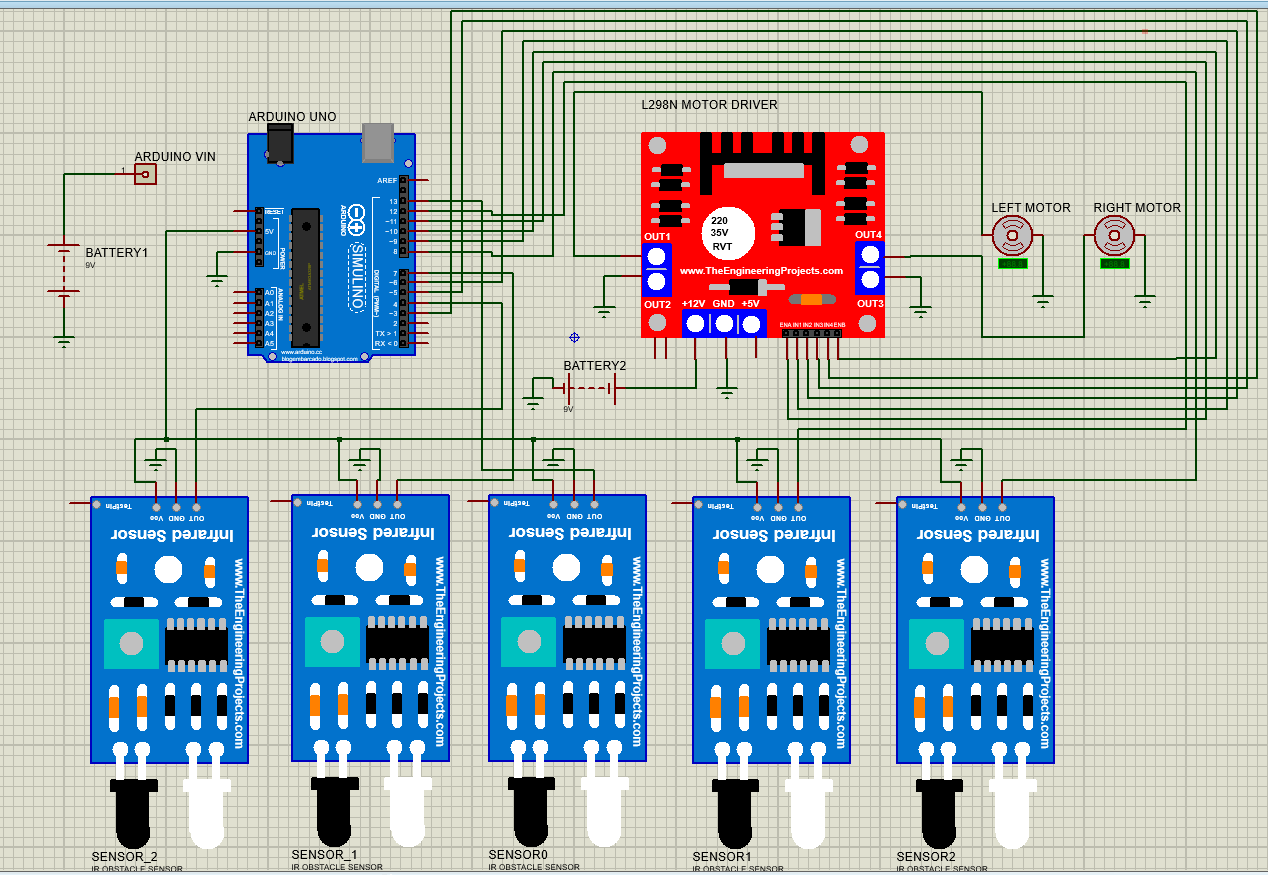 ARDUINO UNO
L298N MOTOR DRIVER
ARDUINO VIN
1
BATTERY1
9V
AREF
RESET
5V
GND
POWER
A0
A1
A2
A3
A4
A5
ANALOG IN
13
12
~11
~10
~9
8
7
~6
~5
4
~3
2
TX > 1
RX < 0
DIGITAL (PWM~)
ARDUINO
SIMULINO
www.arduino.cc
blogembarcado.blogspot.com
220
35V
RVT
OUT1
OUT4
www.TheEngineeringProjects.com
OUT2
+12V
GND
+5V
OUT3
ENA IN1 IN2 IN3 IN4 ENB
LEFT MOTOR
RIGHT MOTOR
BATTERY2
9V
TestPin
Vcc
GND
OUT
Infrared Sensor
www.TheEngineeringProjects.com
SENSOR_2
IR OBSTACLE SENSOR
TestPin
Vcc
GND
OUT
Infrared Sensor
www.TheEngineeringProjects.com
SENSOR_1
IR OBSTACLE SENSOR
TestPin
Vcc
GND
OUT
Infrared Sensor
www.TheEngineeringProjects.com
SENSOR0
IR OBSTACLE SENSOR
TestPin
Vcc
GND
OUT
Infrared Sensor
www.TheEngineeringProjects.com
SENSOR1
IR OBSTACLE SENSOR
TestPin
Vcc
GND
OUT
Infrared Sensor
www.TheEngineeringProjects.com
SENSOR2
IR OBSTACLE SENSOR